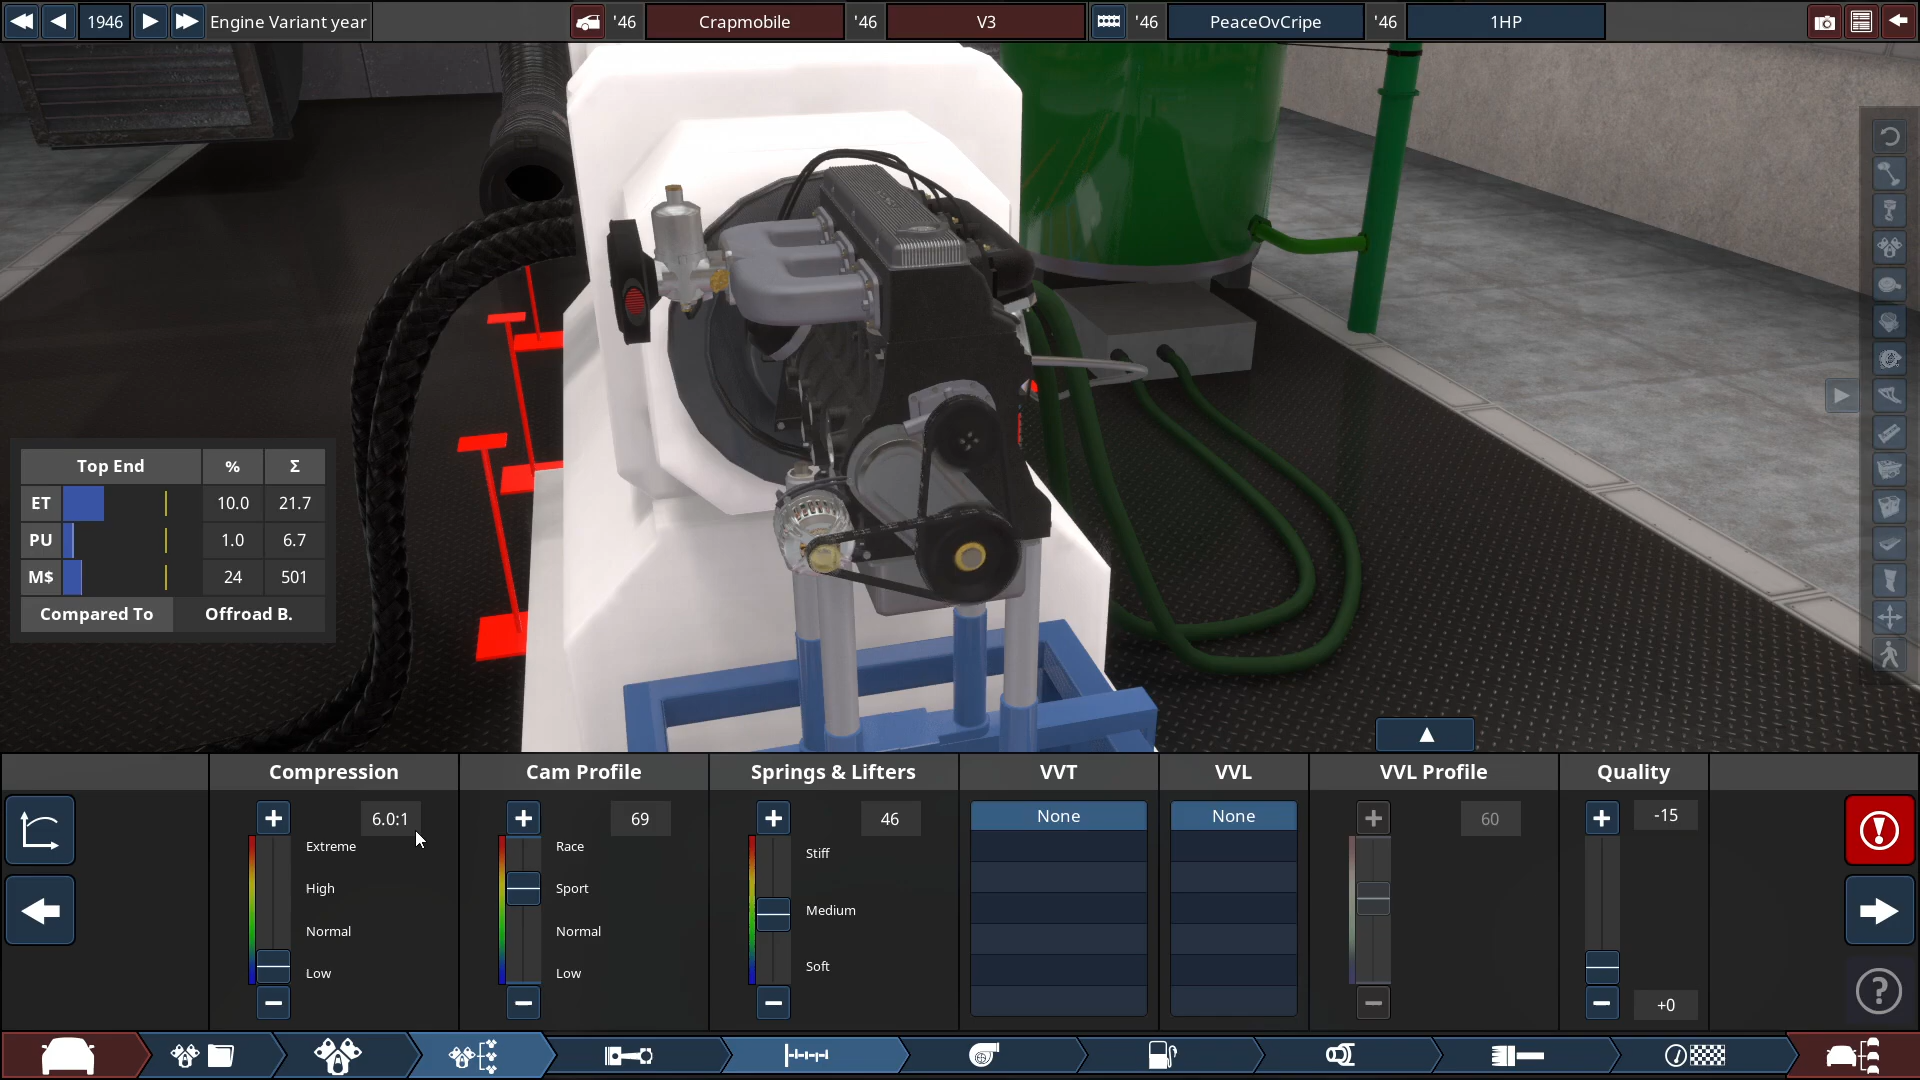 1946 Engine Variant year '46 Crapmobile '46 V3 '46 PeaceOvCripe '46 1HP
Top End % Σ
ET 10.0 21.7
PU 1.0 6.7
M$ 24 501
Compared To Offroad B.
Compression Cam Profile Springs & Lifters VVT VVL VVL Profile Quality
6.0:1 69 46 None None 60 -15
Extreme Race Stiff
High Sport
Normal Normal Medium
Low Low Soft
+0